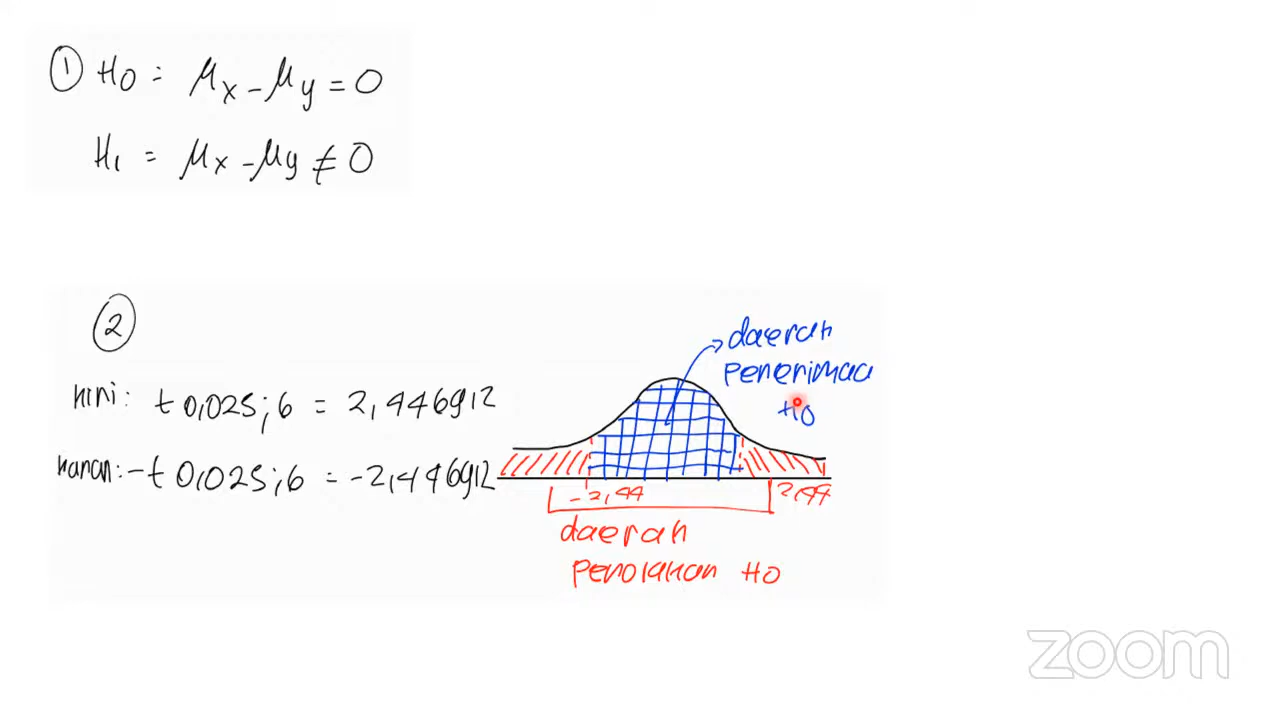 ① H0 = μx - μy = 0
H1 = μx - μy ≠ 0
②
kiri: t 0,025;6 = 2,446912
kanan: -t 0,025;6 = -2,446912
daerah
penerimaa
H0
-2,44
2,44
daerah
penolakan H0
zoom